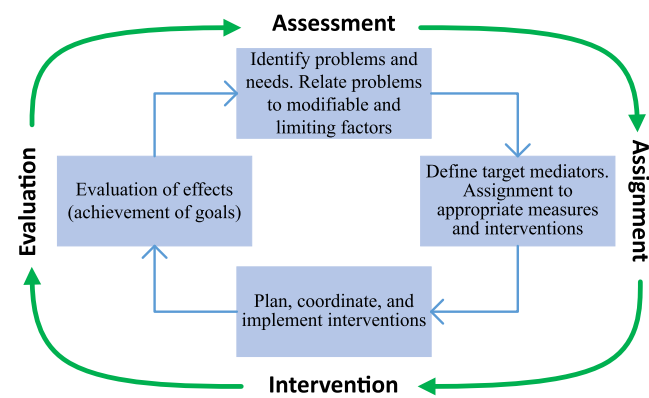 Assessment
Identify problems and
needs. Relate problems
to modifiable and
limiting factors
Evaluation
Evaluation of effects
(achievement of goals)
Define target mediators.
Assignment to
appropriate measures
and interventions
Assignment
Plan, coordinate, and
implement interventions
Intervention